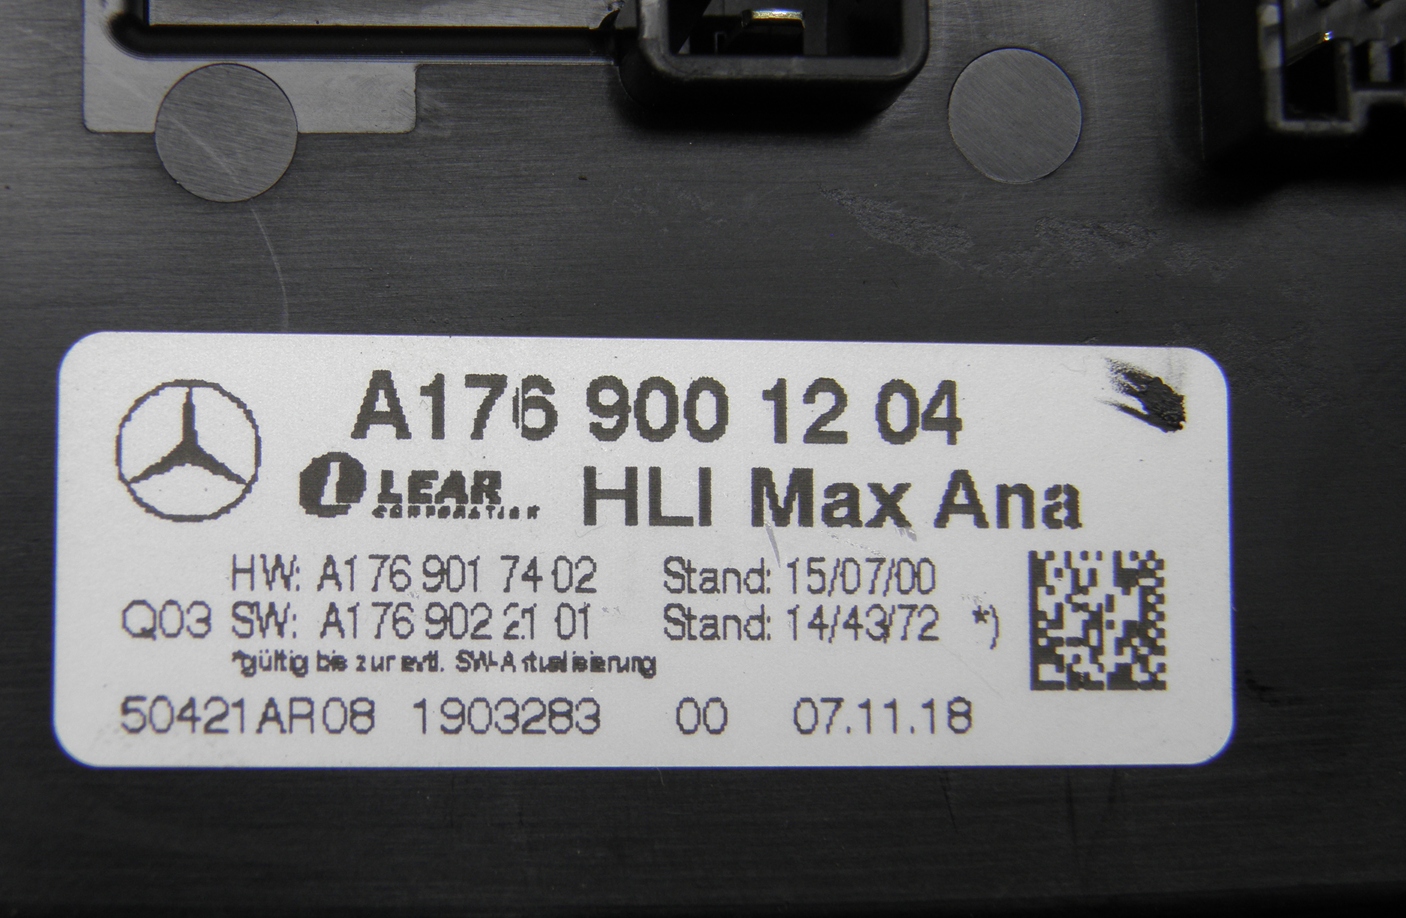 A176 900 12 04
LEAR CORPORATION HLI Max Ana
HW: A176 901 74 02 Stand: 15/07/00
Q03 SW: A176 902 21 01 Stand: 14/43/72 *)
*gültig bis zur evtl. SW-Aktualisierung
50421AR08 1903283 00 07.11.18